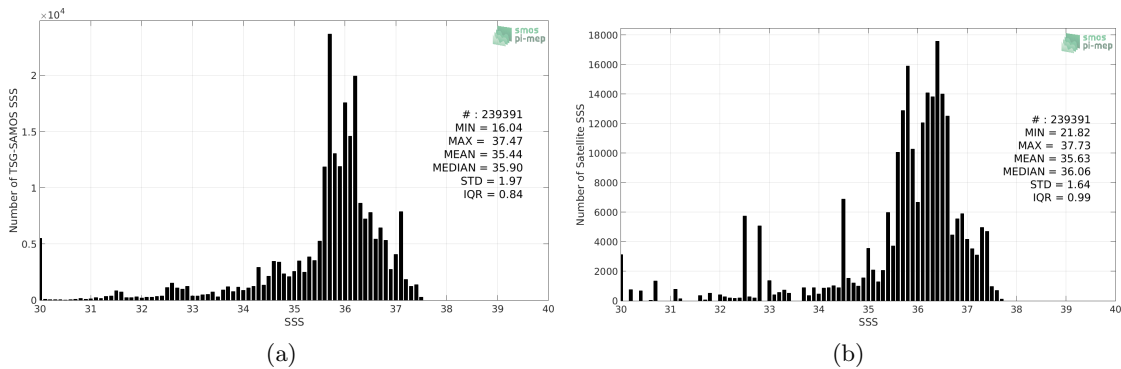 ×10⁴
Number of TSG-SAMOS SSS
2
1.5
1
0.5
0
smos
pi-mep
# : 239391
MIN = 16.04
MAX = 37.47
MEAN = 35.44
MEDIAN = 35.90
STD = 1.97
IQR = 0.84
30 31 32 33 34 35 36 37 38 39 40
SSS
(a)
Number of Satellite SSS
18000
16000
14000
12000
10000
8000
6000
4000
2000
0
smos
pi-mep
# : 239391
MIN = 21.82
MAX = 37.73
MEAN = 35.63
MEDIAN = 36.06
STD = 1.64
IQR = 0.99
30 31 32 33 34 35 36 37 38 39 40
SSS
(b)